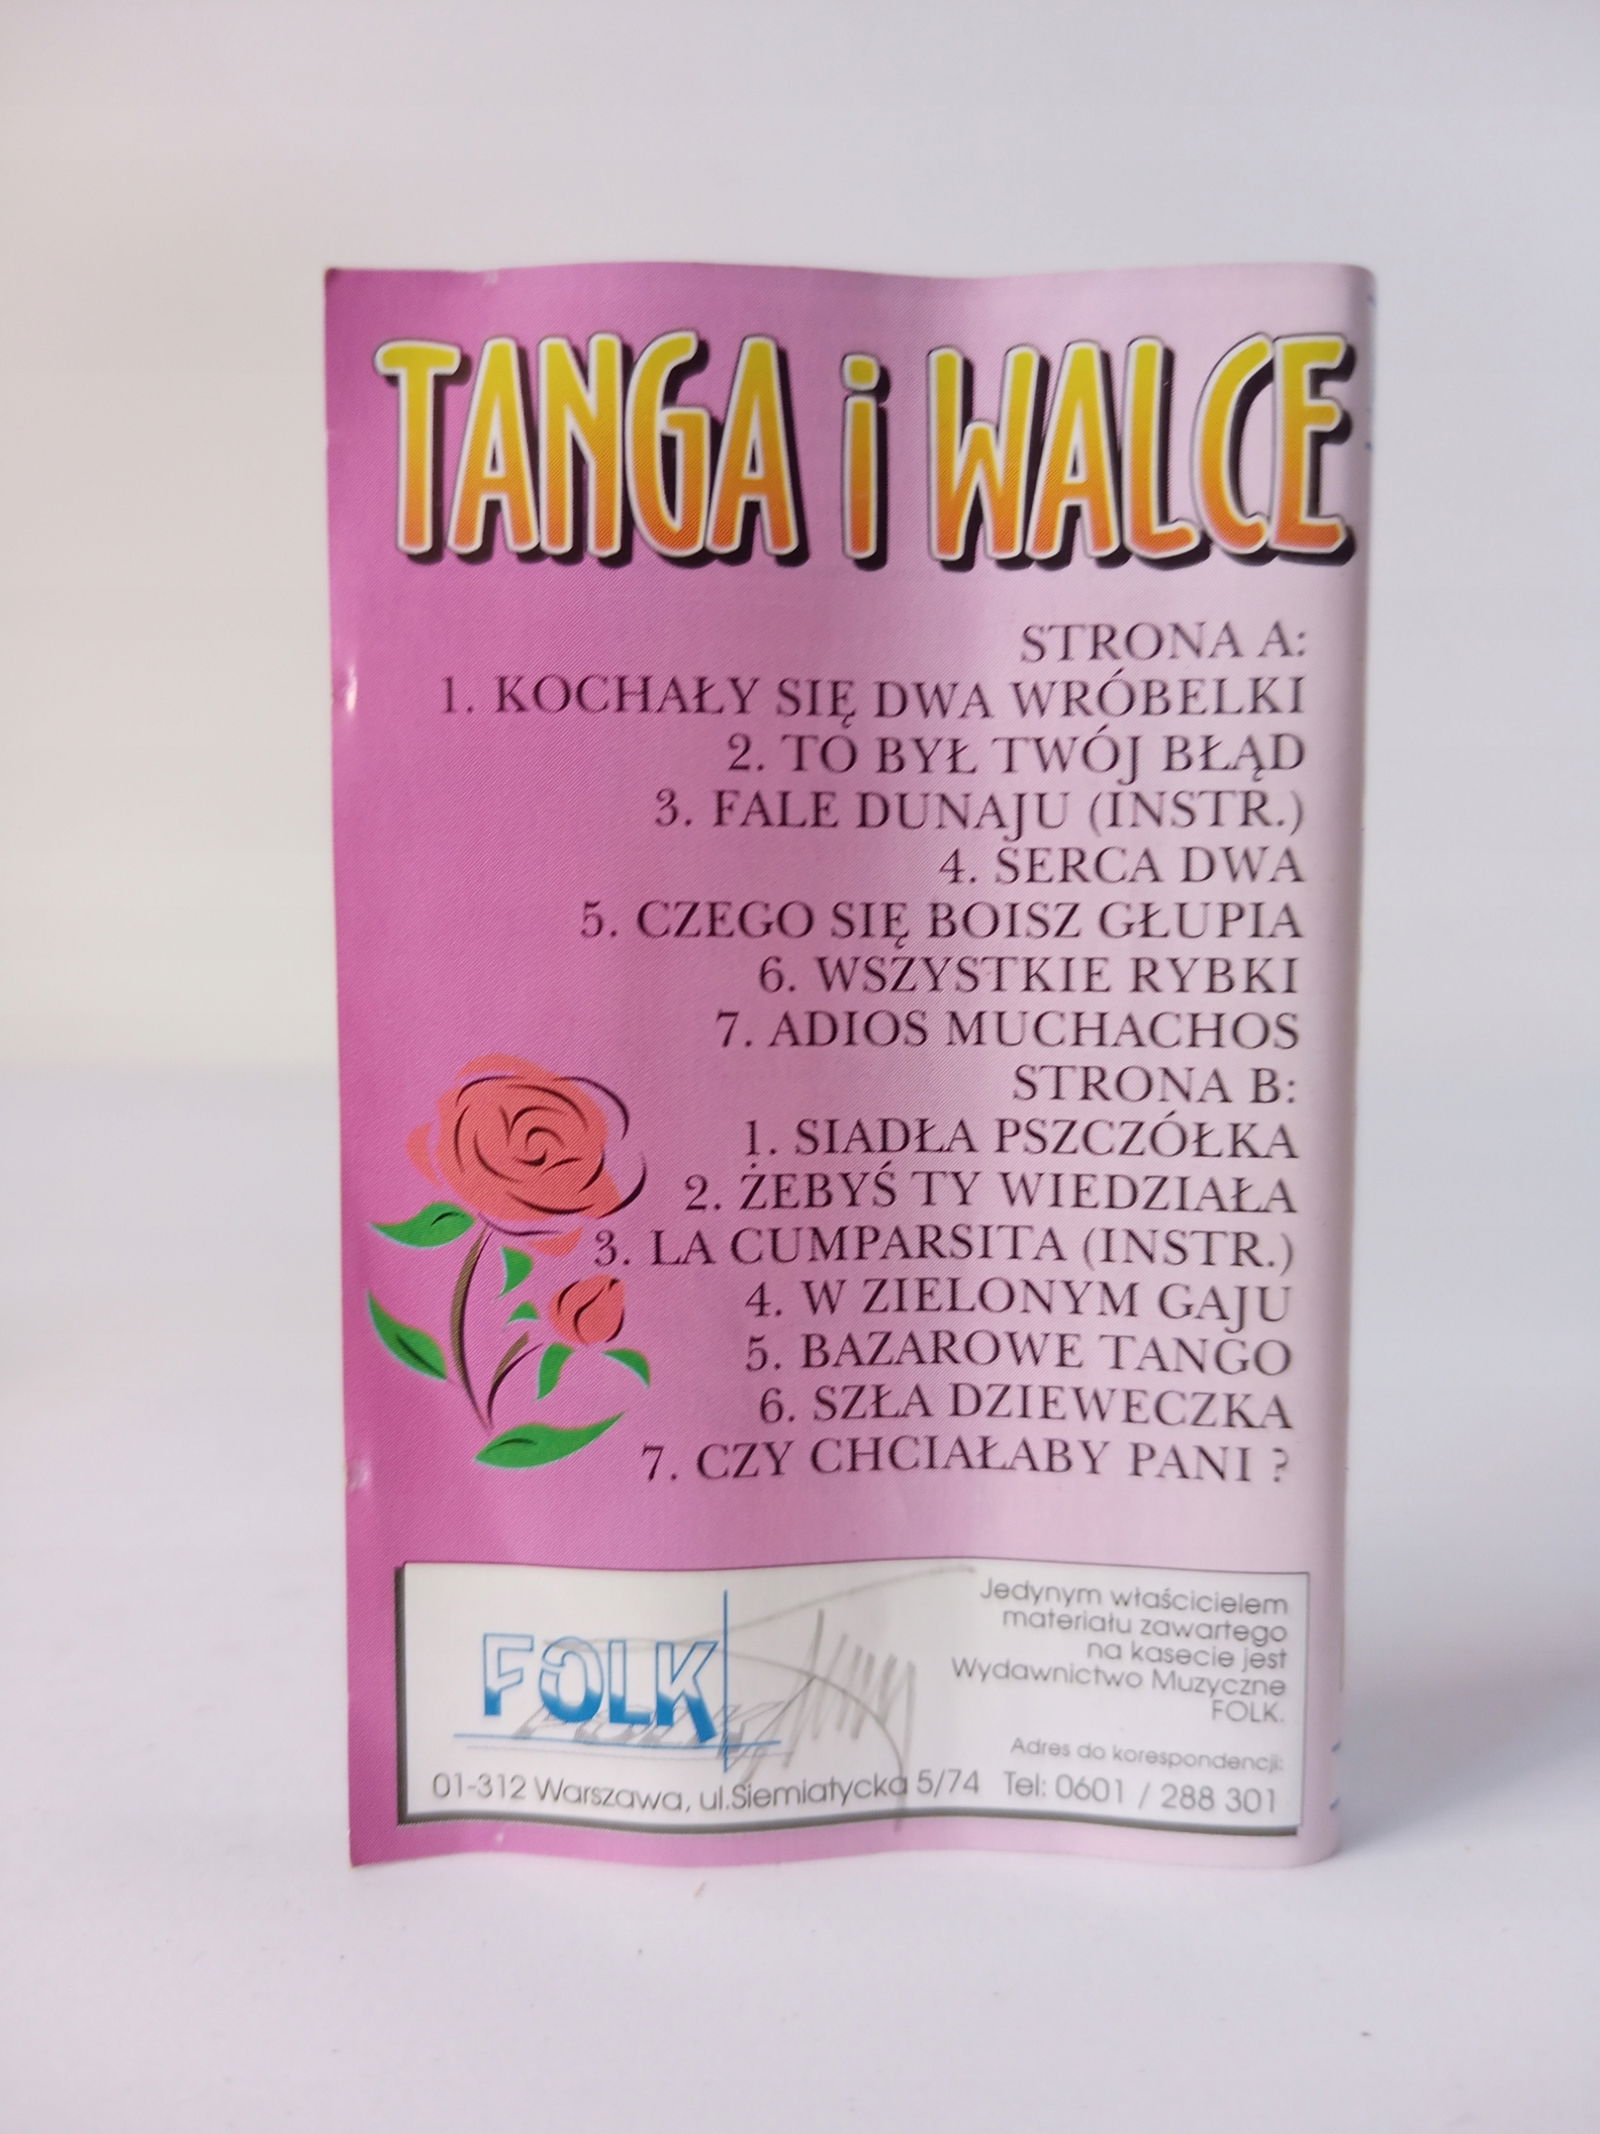 TANGA i WALCE
STRONA A:
1. KOCHAŁY SIĘ DWA WRÓBELKI
2. TO BYŁ TWÓJ BŁĄD
3. FALE DUNAJU (INSTR.)
4. SERCA DWA
5. CZEGO SIĘ BOISZ GŁUPIA
6. WSZYSTKIE RYBKI
7. ADIOS MUCHACHOS
STRONA B:
1. SIADŁA PSZCZÓŁKA
2. ŻEBYŚ TY WIEDZIAŁA
3. LA CUMPARSITA (INSTR.)
4. W ZIELONYM GAJU
5. BAZAROWE TANGO
6. SZŁA DZIEWECZKA
7. CZY CHCIAŁABY PANI ?
FOLK
Jedynym właścicielem
materiału zawartego
na kasecie jest
Wydawnictwo Muzyczne
FOLK.
Adres do korespondencji:
01-312 Warszawa, ul.Siemiatycka 5/74 Tel: 0601 / 288 301